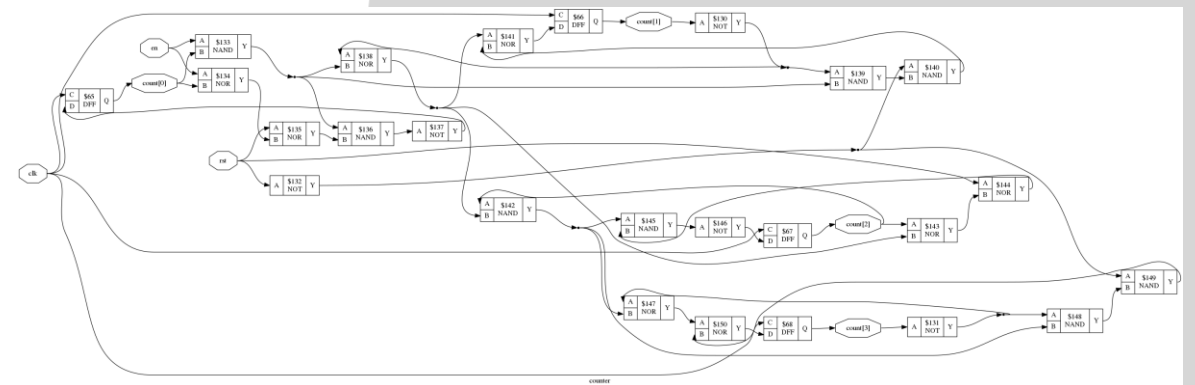 C $66 Q
D DFF
count[1]
A $130 Y
NOT
en
A $133 Y
B NAND
A $141 Y
B NOR
A $138 Y
B NOR
A $134 Y
B NOR
count[0]
A $139 Y
B NAND
A $140 Y
B NAND
C $65 Q
D DFF
A $135 Y
B NOR
A $136 Y
B NAND
A $137 Y
NOT
rst
clk
A $132 Y
NOT
A $144 Y
B NOR
A $142 Y
B NAND
A $145 Y
B NAND
A $146 Y
NOT
C $67 Q
D DFF
count[2]
A $143 Y
B NOR
A $149 Y
B NAND
A $147 Y
B NOR
A $150 Y
B NOR
C $68 Q
D DFF
count[3]
A $131 Y
NOT
A $148 Y
B NAND
counter